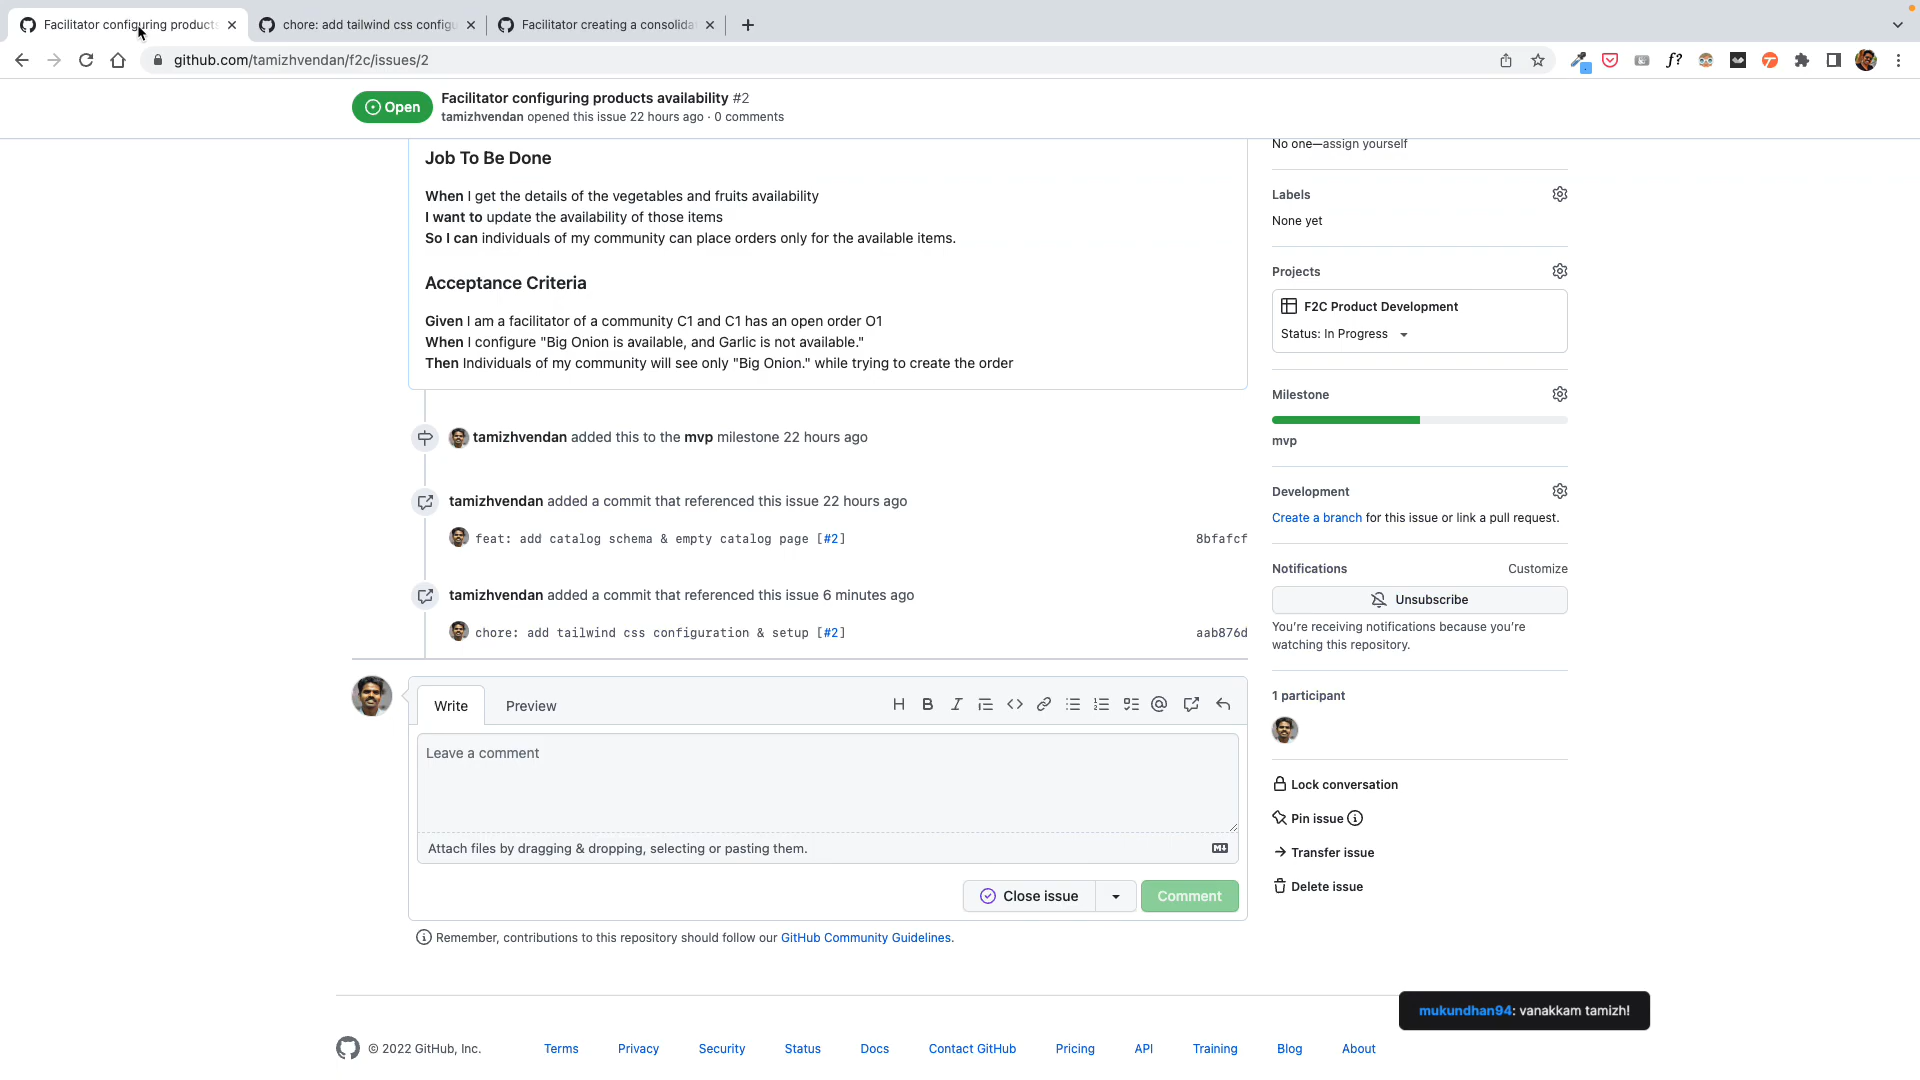 Facilitator configuring products
chore: add tailwind css configu
Facilitator creating a consolida
github.com/tamizhvendan/f2c/issues/2
f?
Open
Facilitator configuring products availability #2
tamizhvendan opened this issue 22 hours ago · 0 comments
Job To Be Done
When I get the details of the vegetables and fruits availability
I want to update the availability of those items
So I can individuals of my community can place orders only for the available items.
Acceptance Criteria
Given I am a facilitator of a community C1 and C1 has an open order O1
When I configure "Big Onion is available, and Garlic is not available."
Then Individuals of my community will see only "Big Onion." while trying to create the order
tamizhvendan added this to the mvp milestone 22 hours ago
tamizhvendan added a commit that referenced this issue 22 hours ago
feat: add catalog schema & empty catalog page [#2]
8bfafcf
tamizhvendan added a commit that referenced this issue 6 minutes ago
chore: add tailwind css configuration & setup [#2]
aab876d
Write
Preview
Leave a comment
Attach files by dragging & dropping, selecting or pasting them.
Close issue
Comment
Remember, contributions to this repository should follow our GitHub Community Guidelines.
No one—assign yourself
Labels
None yet
Projects
F2C Product Development
Status: In Progress
Milestone
mvp
Development
Create a branch for this issue or link a pull request.
Notifications
Customize
Unsubscribe
You're receiving notifications because you're
watching this repository.
1 participant
Lock conversation
Pin issue
Transfer issue
Delete issue
mukundhan94: vanakkam tamizh!
© 2022 GitHub, Inc.
Terms
Privacy
Security
Status
Docs
Contact GitHub
Pricing
API
Training
Blog
About